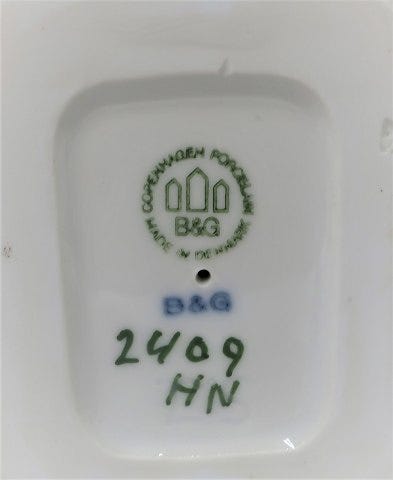 COPENHAGEN PORCELAIN
MADE IN DENMARK
B&G
B&G
2409
HN